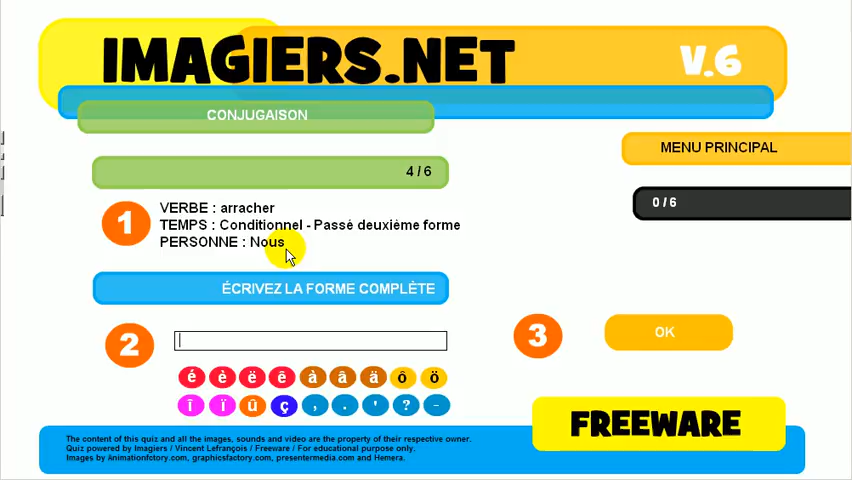 IMAGIERS.NET
V.6
CONJUGAISON
MENU PRINCIPAL
4 / 6
0 / 6
1
VERBE : arracher
TEMPS : Conditionnel - Passé deuxième forme
PERSONNE : Nous
ÉCRIVEZ LA FORME COMPLÈTE
2
3
OK
é è ë ê à â ä ô ö
î ï û ç , . ' ? -
FREEWARE
The content of this quiz and all the images, sounds and video are the property of their respective owner.
Quiz powered by Imagiers / Vincent Lefrançois / Freeware / For educational purpose only.
Images by Animationfctory.com, graphicsfactory.com, presentermedia.com and Hemera.